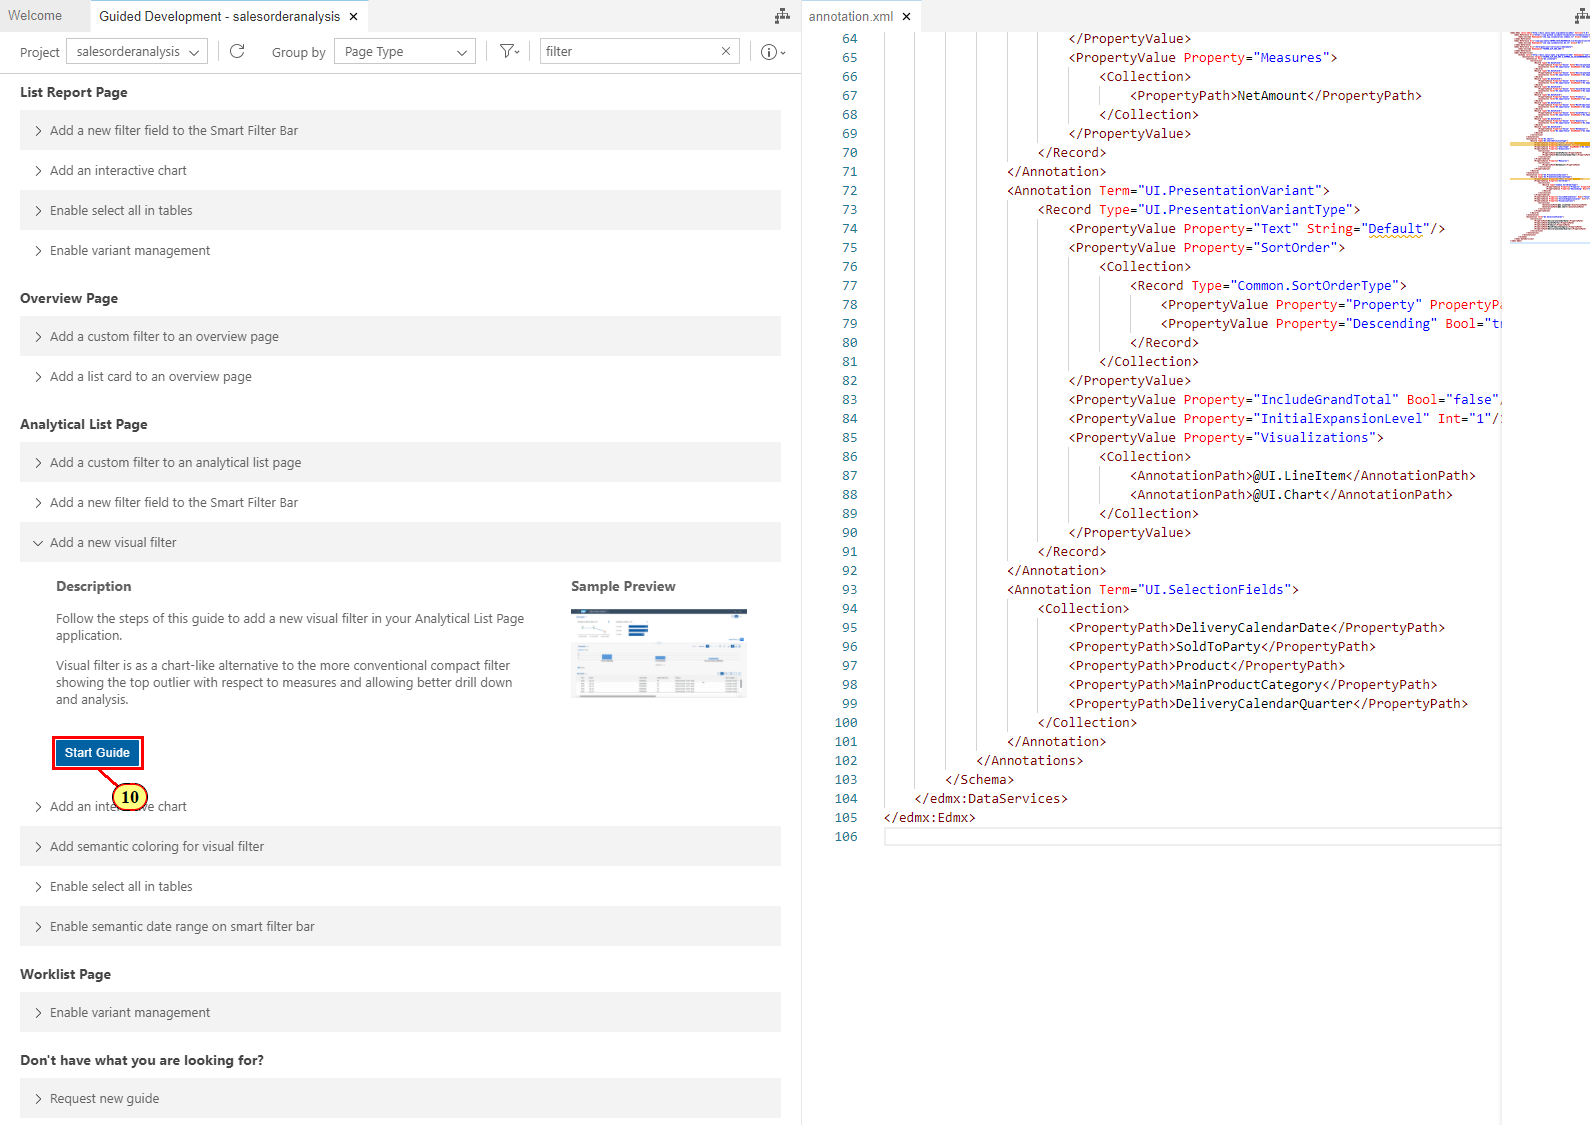 Welcome
Guided Development - salesorderanalysis
Project
salesorderanalysis
Group by
Page Type
filter
List Report Page
Add a new filter field to the Smart Filter Bar
Add an interactive chart
Enable select all in tables
Enable variant management
Overview Page
Add a custom filter to an overview page
Add a list card to an overview page
Analytical List Page
Add a custom filter to an analytical list page
Add a new filter field to the Smart Filter Bar
Add a new visual filter
Description
Follow the steps of this guide to add a new visual filter in your Analytical List Page
application.
Visual filter is as a chart-like alternative to the more conventional compact filter
showing the top outlier with respect to measures and allowing better drill down
and analysis.
Sample Preview
Start Guide
10
Add an inte ve chart
Add semantic coloring for visual filter
Enable select all in tables
Enable semantic date range on smart filter bar
Worklist Page
Enable variant management
Don't have what you are looking for?
Request new guide
annotation.xml
64 </PropertyValue>
65 <PropertyValue Property="Measures">
66 <Collection>
67 <PropertyPath>NetAmount</PropertyPath>
68 </Collection>
69 </PropertyValue>
70 </Record>
71 </Annotation>
72 <Annotation Term="UI.PresentationVariant">
73 <Record Type="UI.PresentationVariantType">
74 <PropertyValue Property="Text" String="Default"/>
75 <PropertyValue Property="SortOrder">
76 <Collection>
77 <Record Type="Common.SortOrderType">
78 <PropertyValue Property="Property" PropertyPa
79 <PropertyValue Property="Descending" Bool="tr
80 </Record>
81 </Collection>
82 </PropertyValue>
83 <PropertyValue Property="IncludeGrandTotal" Bool="false"/
84 <PropertyValue Property="InitialExpansionLevel" Int="1"/>
85 <PropertyValue Property="Visualizations">
86 <Collection>
87 <AnnotationPath>@UI.LineItem</AnnotationPath>
88 <AnnotationPath>@UI.Chart</AnnotationPath>
89 </Collection>
90 </PropertyValue>
91 </Record>
92 </Annotation>
93 <Annotation Term="UI.SelectionFields">
94 <Collection>
95 <PropertyPath>DeliveryCalendarDate</PropertyPath>
96 <PropertyPath>SoldToParty</PropertyPath>
97 <PropertyPath>Product</PropertyPath>
98 <PropertyPath>MainProductCategory</PropertyPath>
99 <PropertyPath>DeliveryCalendarQuarter</PropertyPath>
100 </Collection>
101 </Annotation>
102 </Annotations>
103 </Schema>
104 </edmx:DataServices>
105 </edmx:Edmx>
106